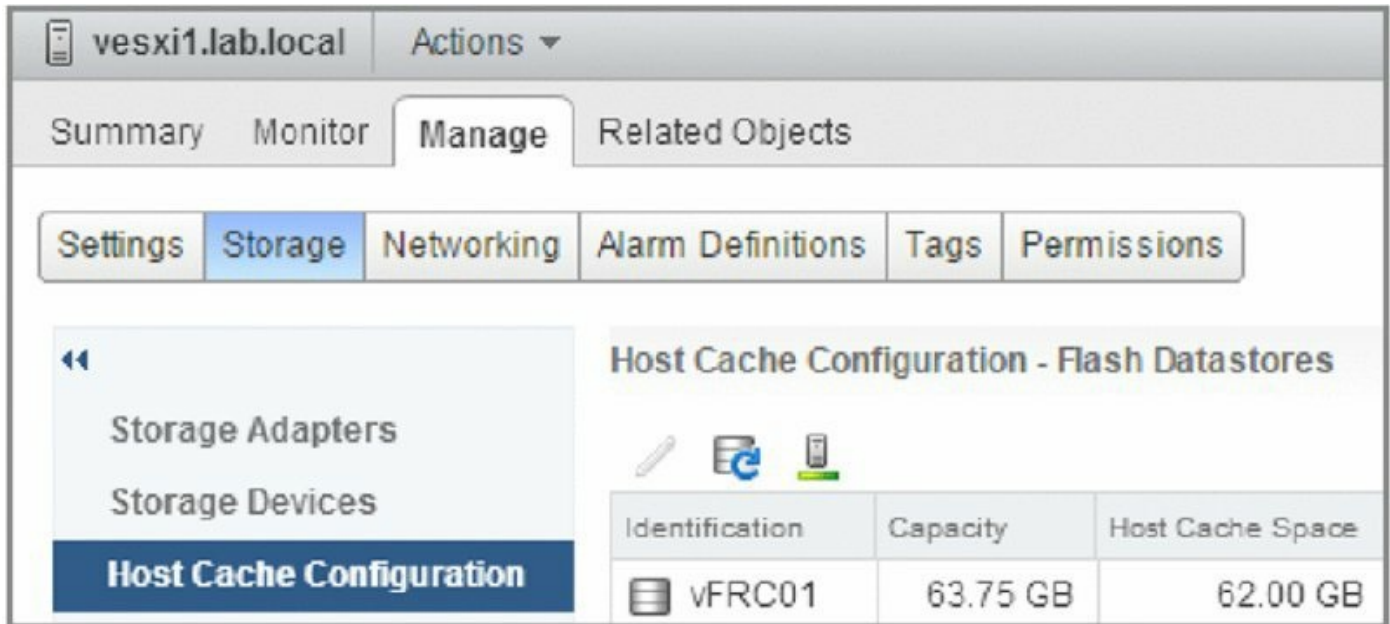 vesxi1.lab.local Actions
Summary Monitor Manage Related Objects
Settings Storage Networking Alarm Definitions Tags Permissions
Host Cache Configuration - Flash Datastores
Storage Adapters
Storage Devices
Host Cache Configuration
Identification Capacity Host Cache Space
vFRC01 63.75 GB 62.00 GB